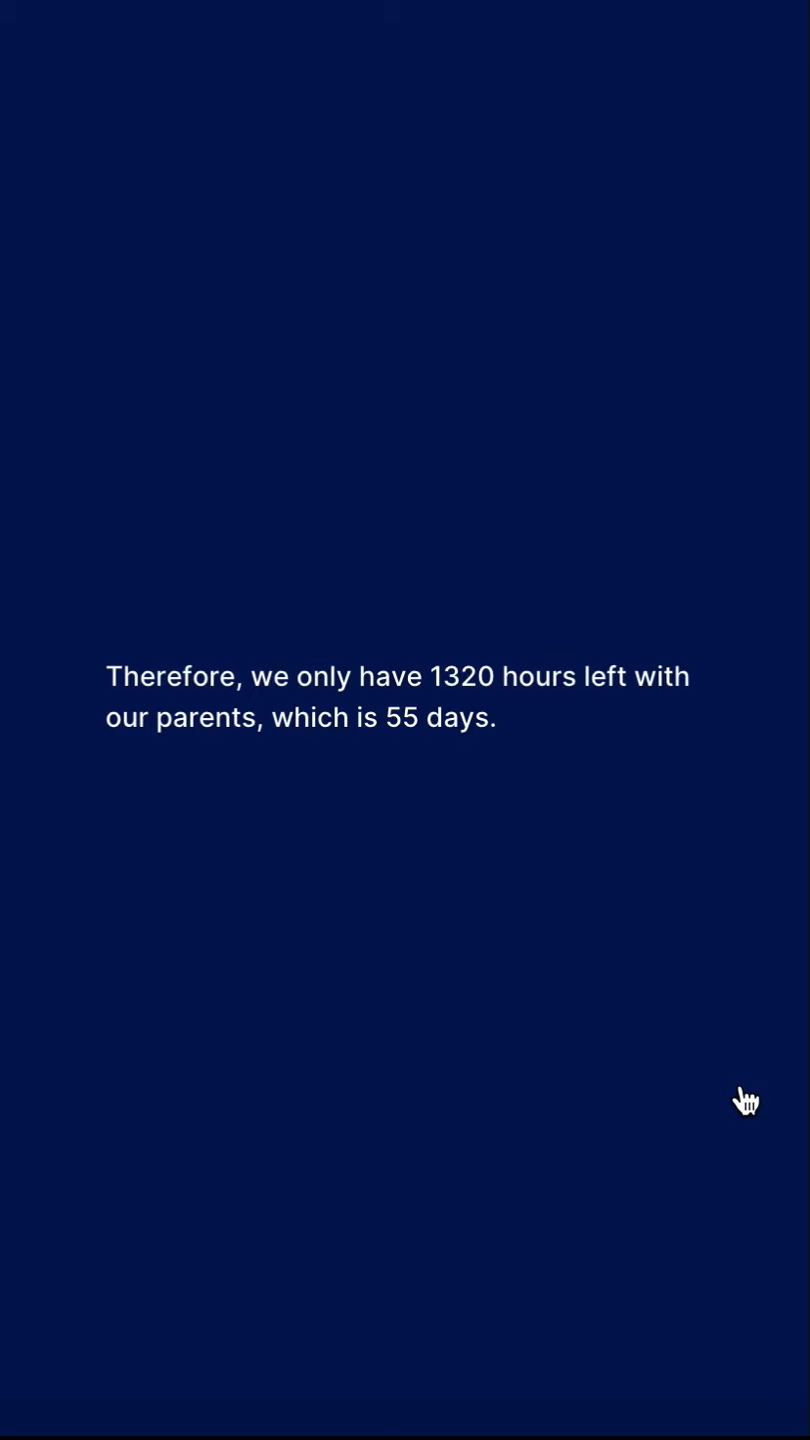 Therefore, we only have 1320 hours left with
our parents, which is 55 days.